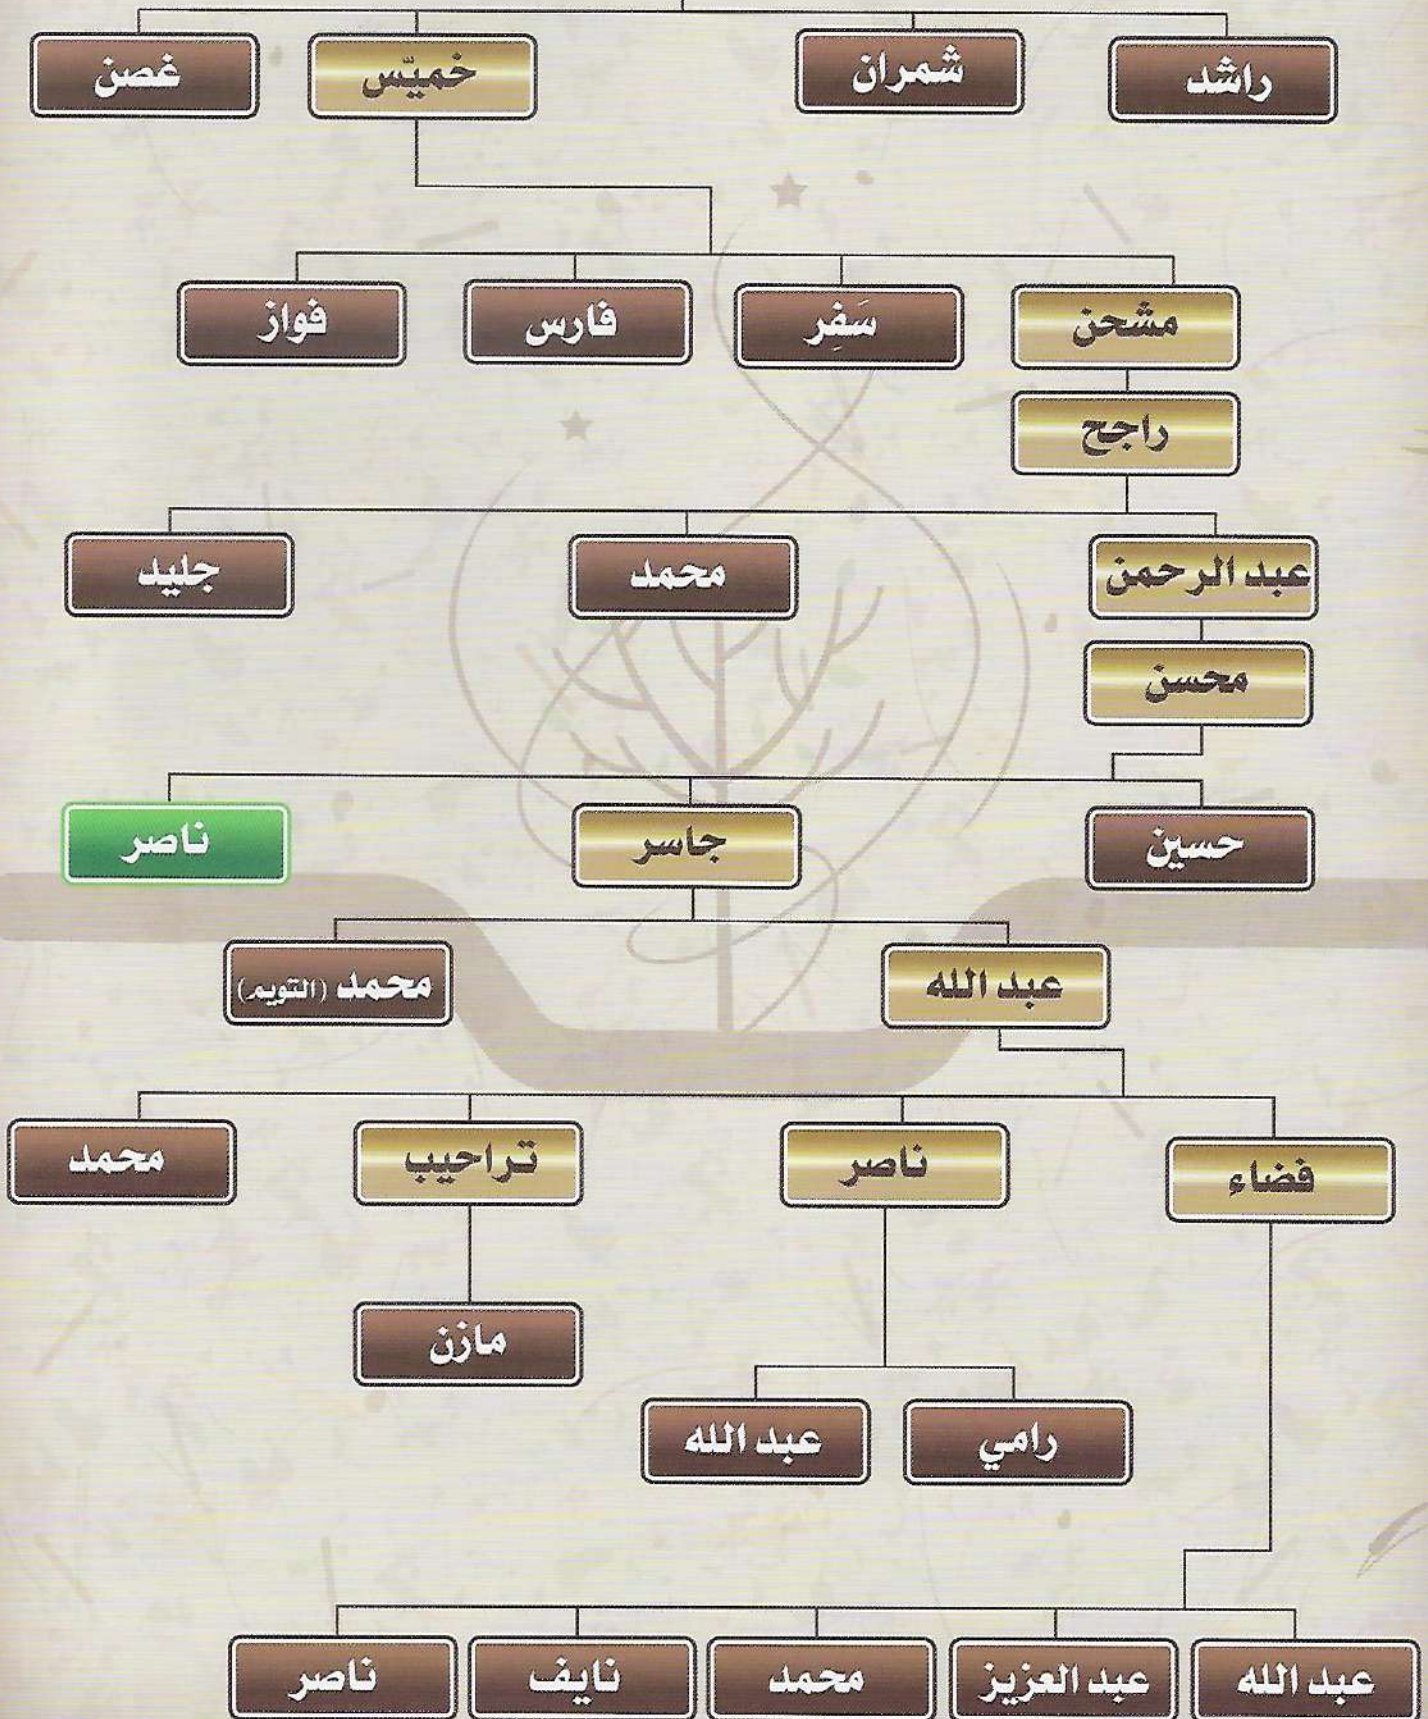 راشد
شمران
خميّس
غصن
مشحن
سَفِر
فارس
فواز
راجح
عبد الرحمن
محمد
جليد
محسن
حسين
جاسر
ناصر
عبد الله
محمد (التويم)
فضاء
ناصر
تراحيب
محمد
مازن
رامي
عبد الله
عبد الله
عبد العزيز
محمد
نايف
ناصر